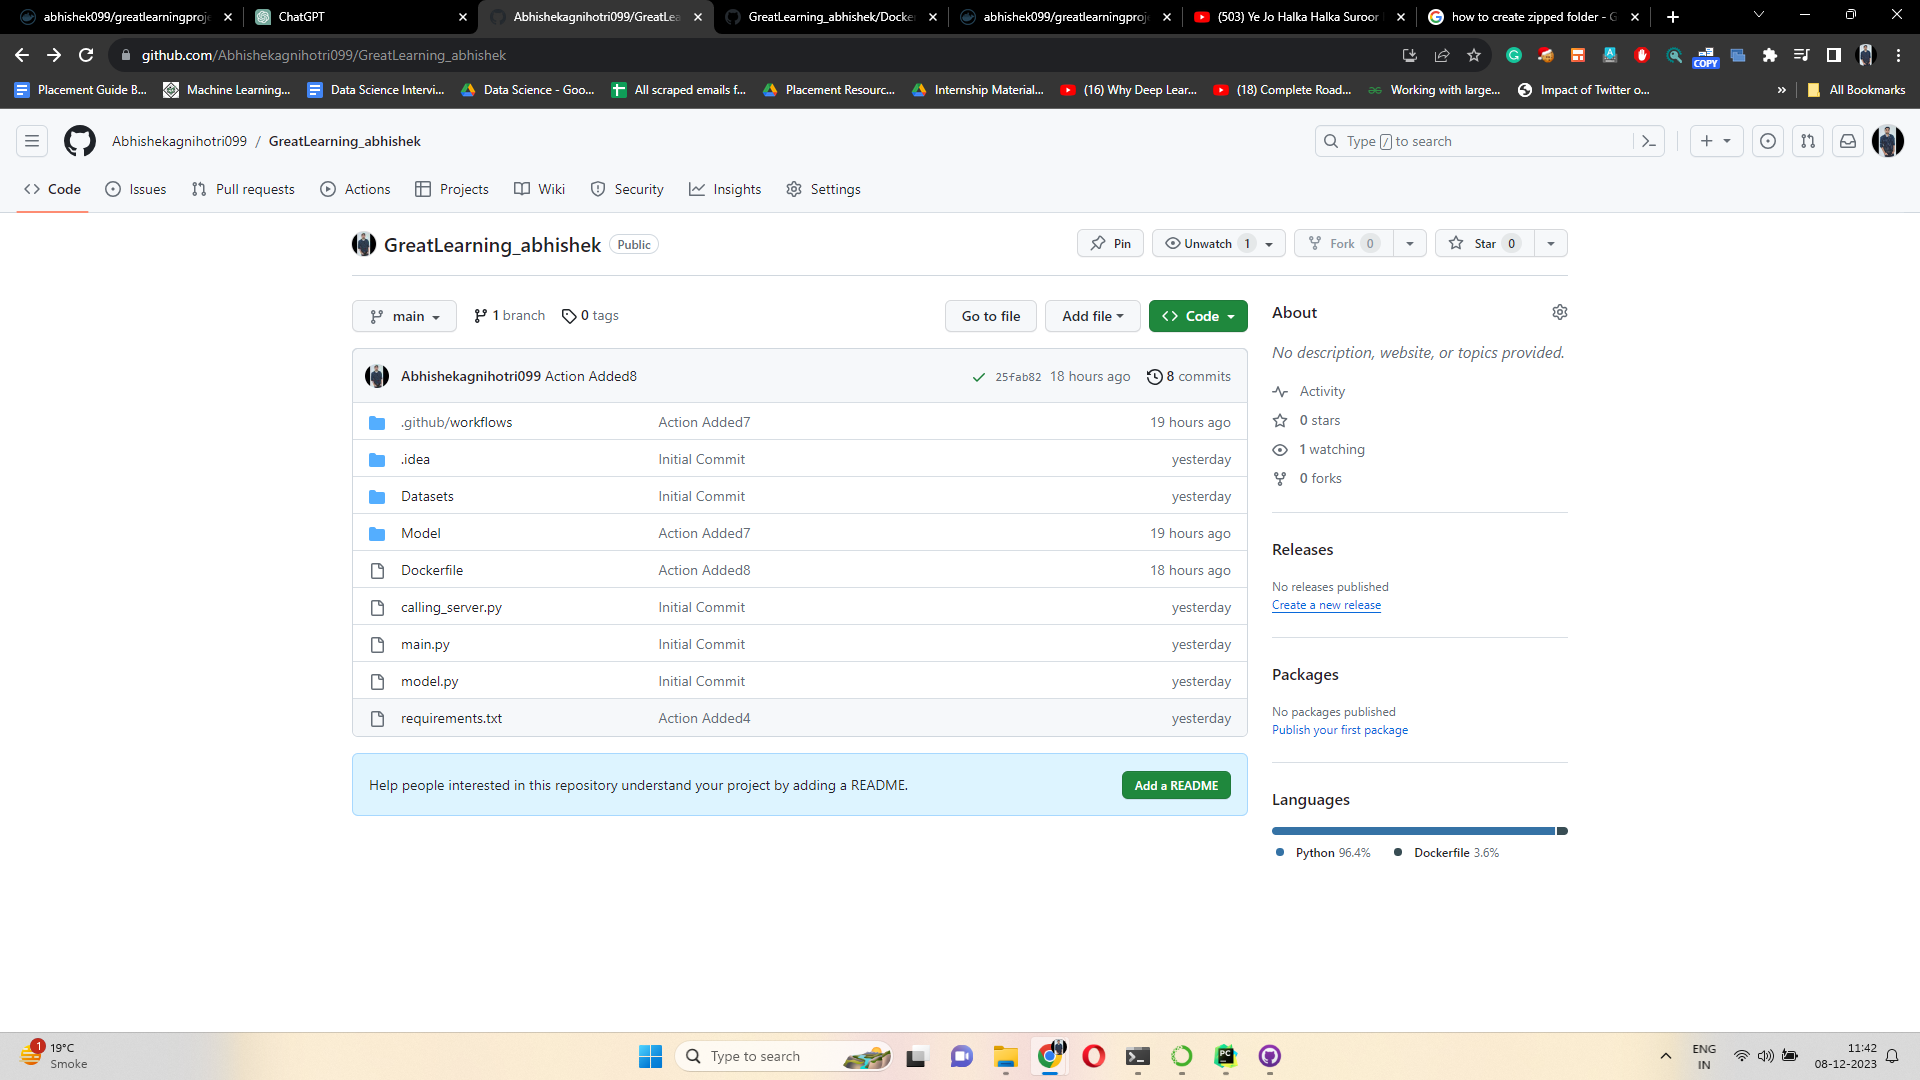 abhishek099/greatlearningproje
ChatGPT
Abhishekagnihotri099/GreatLea
GreatLearning_abhishek/Docke
abhishek099/greatlearningproje
(503) Ye Jo Halka Halka Suroor
how to create zipped folder - G
github.com/Abhishekagnihotri099/GreatLearning_abhishek
COPY
Placement Guide B...
Machine Learning...
Data Science Intervi...
Data Science - Goo...
All scraped emails f...
Placement Resourc...
Internship Material...
(16) Why Deep Lear...
(18) Complete Road...
Working with large...
Impact of Twitter o...
»
All Bookmarks
Abhishekagnihotri099 / GreatLearning_abhishek
Type / to search
Code
Issues
Pull requests
Actions
Projects
Wiki
Security
Insights
Settings
GreatLearning_abhishek Public
Pin
Unwatch 1
Fork 0
Star 0
main
1 branch
0 tags
Go to file
Add file
Code
Abhishekagnihotri099 Action Added8 25fab82 18 hours ago 8 commits
.github/workflows Action Added7 19 hours ago
.idea Initial Commit yesterday
Datasets Initial Commit yesterday
Model Action Added7 19 hours ago
Dockerfile Action Added8 18 hours ago
calling_server.py Initial Commit yesterday
main.py Initial Commit yesterday
model.py Initial Commit yesterday
requirements.txt Action Added4 yesterday
Help people interested in this repository understand your project by adding a README. Add a README
About
No description, website, or topics provided.
Activity
0 stars
1 watching
0 forks
Releases
No releases published
Create a new release
Packages
No packages published
Publish your first package
Languages
Python 96.4% Dockerfile 3.6%
1
19°C
Smoke
Type to search
PC
ENG
IN
11:42
08-12-2023